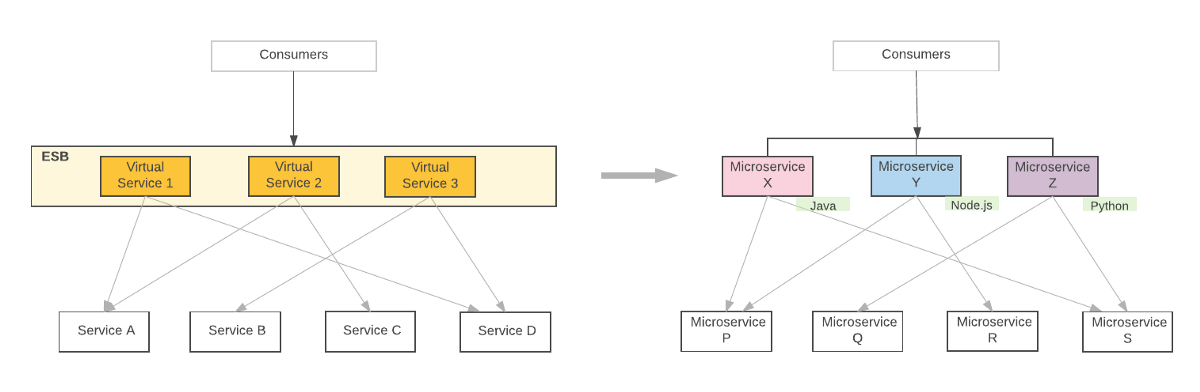 Consumers
ESB
Virtual
Service 1
Virtual
Service 2
Virtual
Service 3
Service A
Service B
Service C
Service D
Consumers
Microservice
X
Microservice
Y
Microservice
Z
Java
Node.js
Python
Microservice
P
Microservice
Q
Microservice
R
Microservice
S